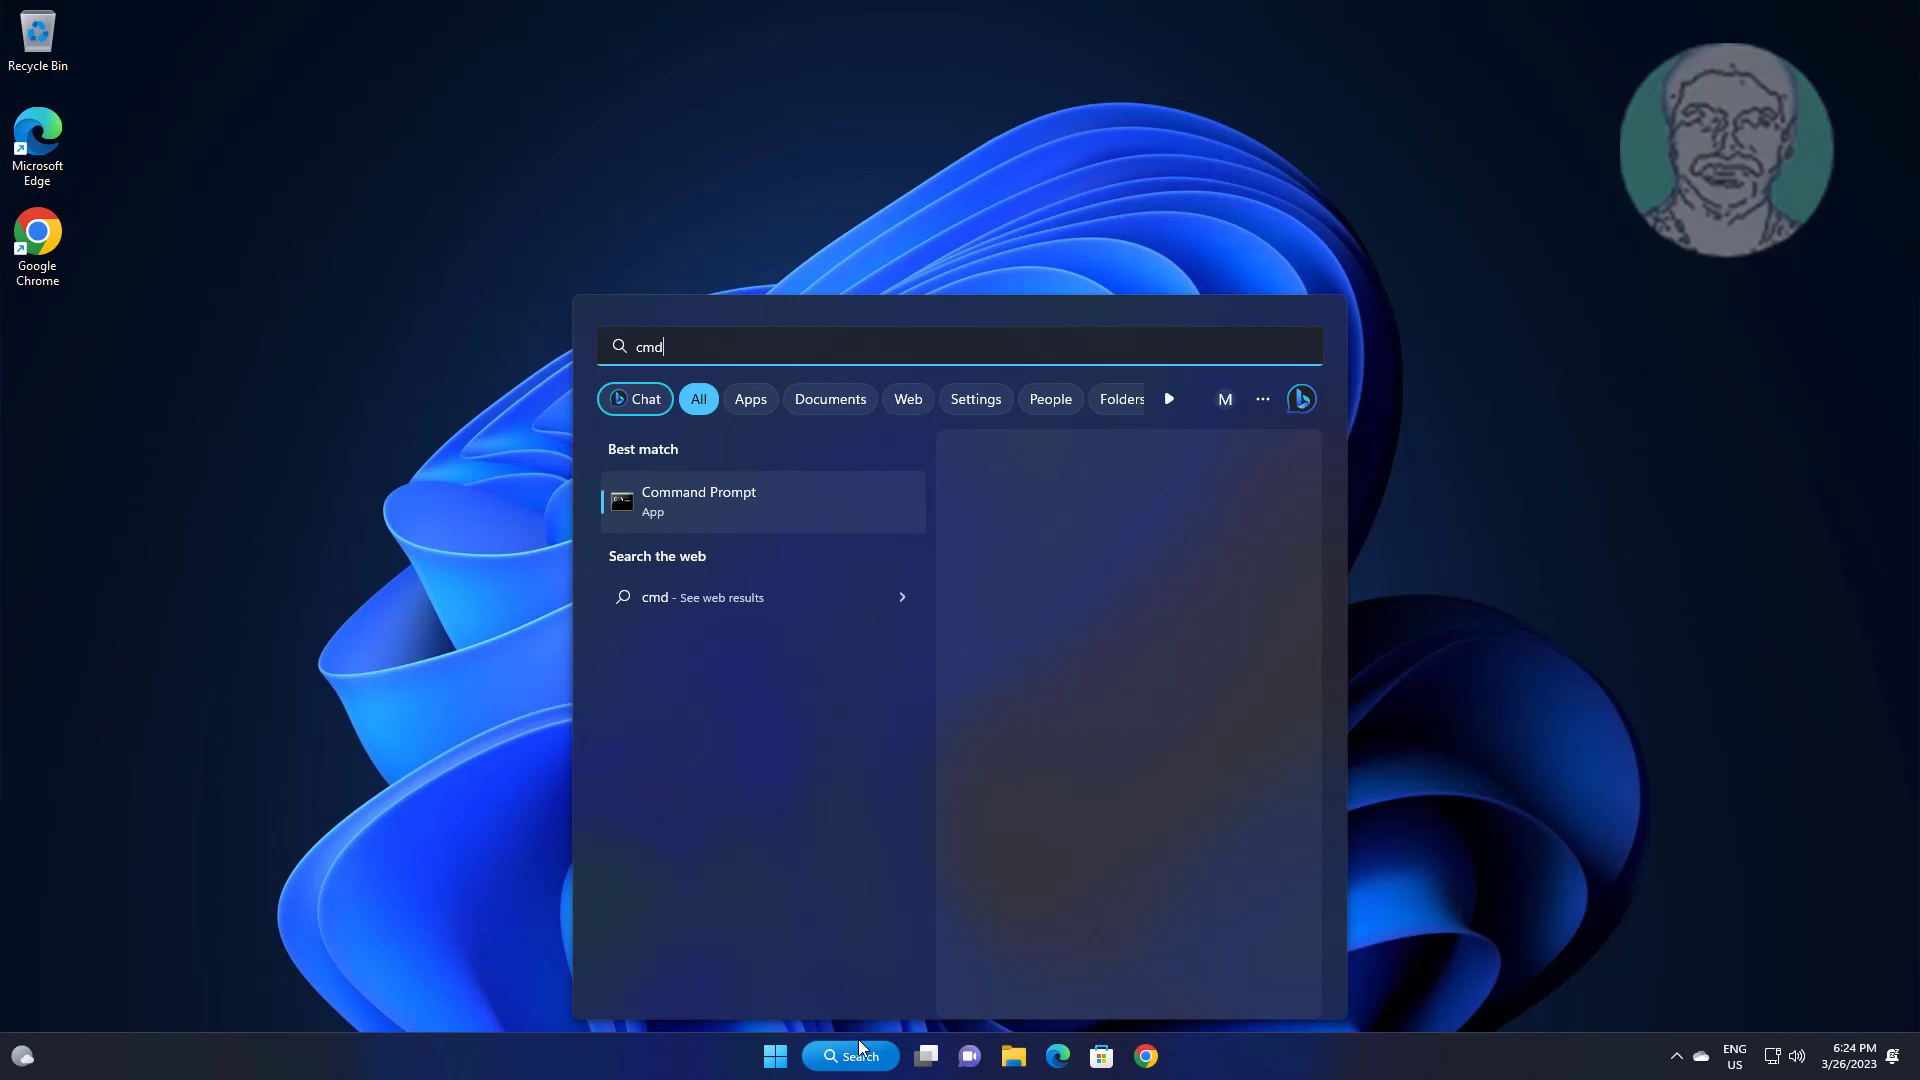 Recycle Bin
Microsoft
Edge
Google
Chrome
cmd
Chat
All
Apps
Documents
Web
Settings
People
Folders
M
Best match
Command Prompt
App
Search the web
cmd - See web results
Search
ENG
US
6:24 PM
3/26/2023